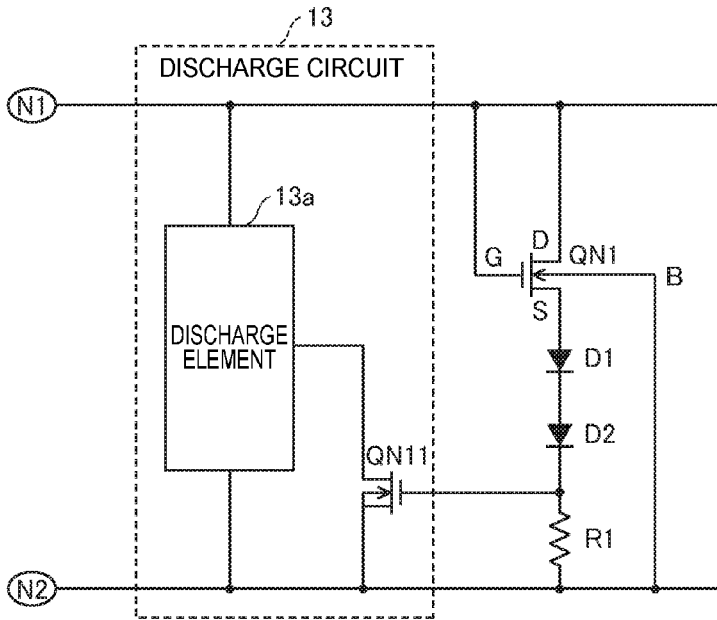 13
DISCHARGE CIRCUIT
N1
13a
D
G
QN1
B
S
DISCHARGE
ELEMENT
D1
D2
QN11
R1
N2